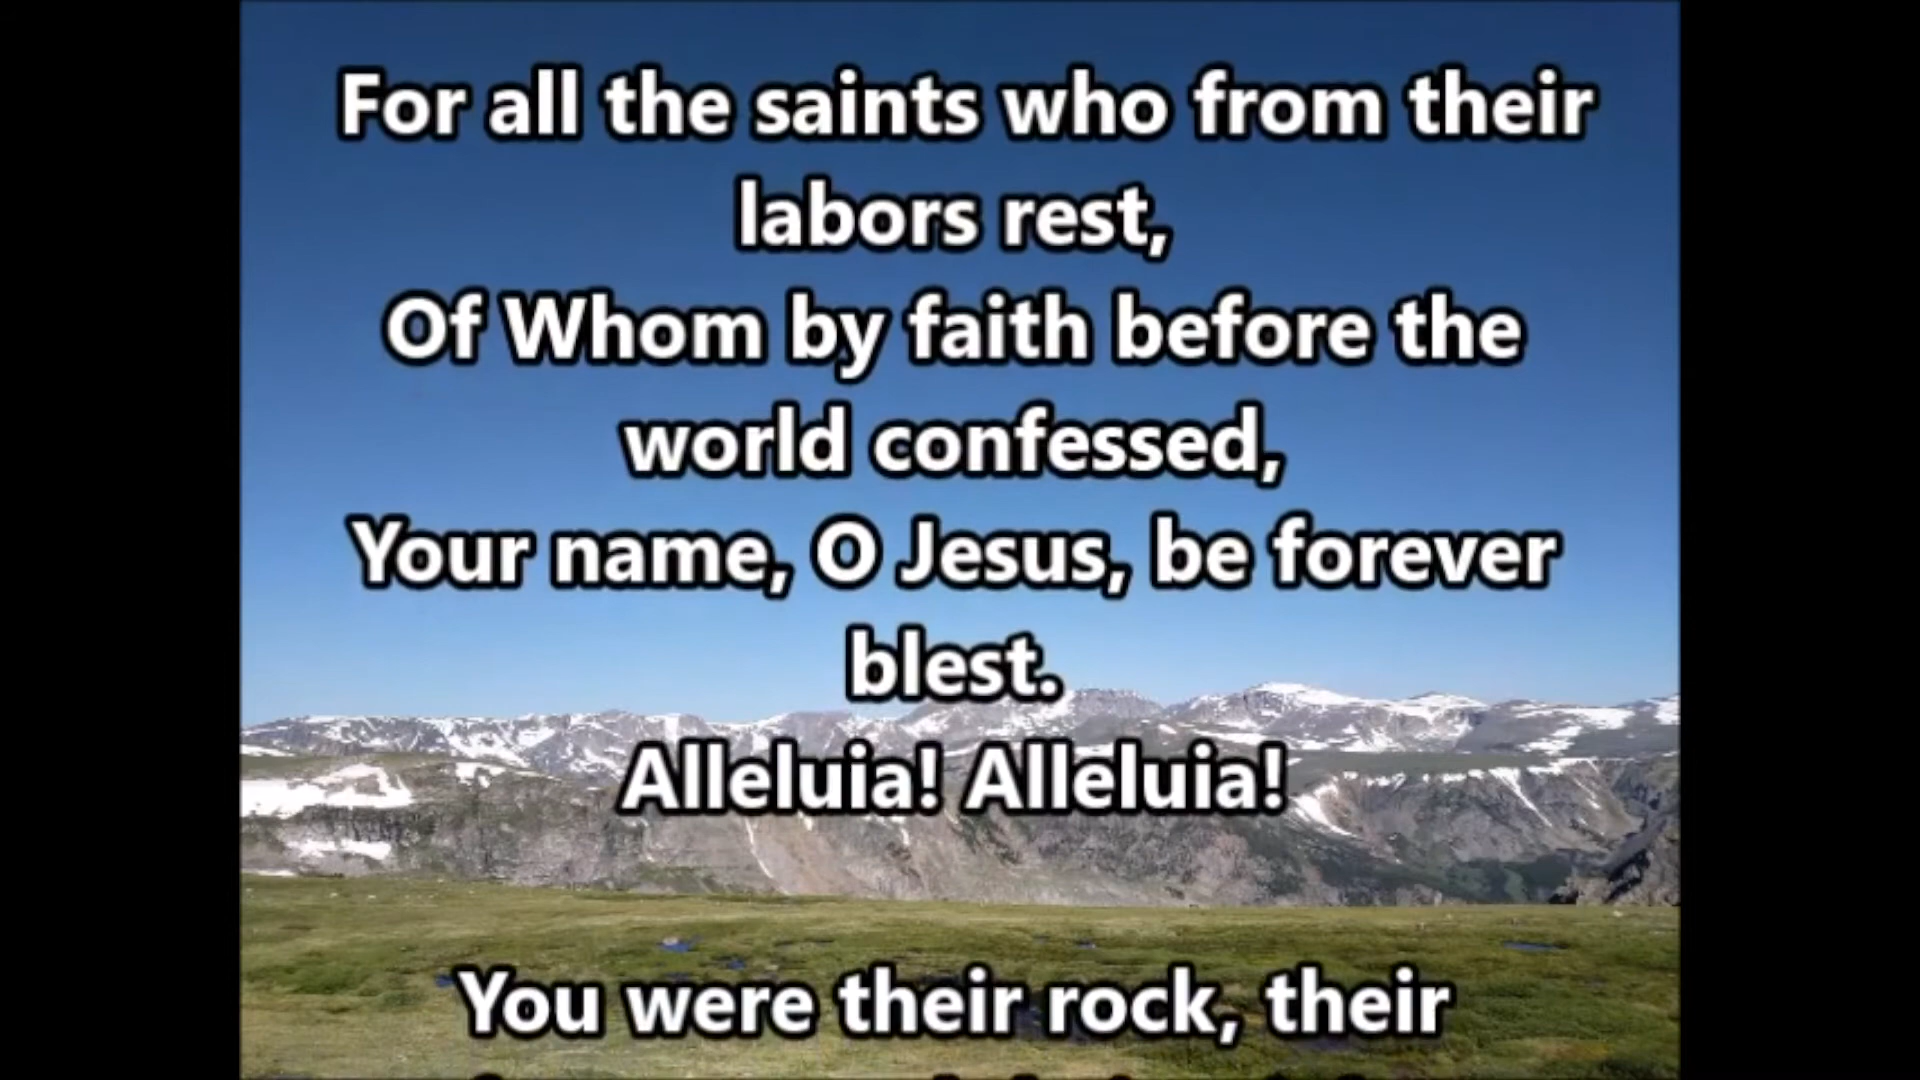 For all the saints who from their
labors rest,
Of Whom by faith before the
world confessed,
Your name, O Jesus, be forever
blest.
Alleluia! Alleluia!
You were their rock, their